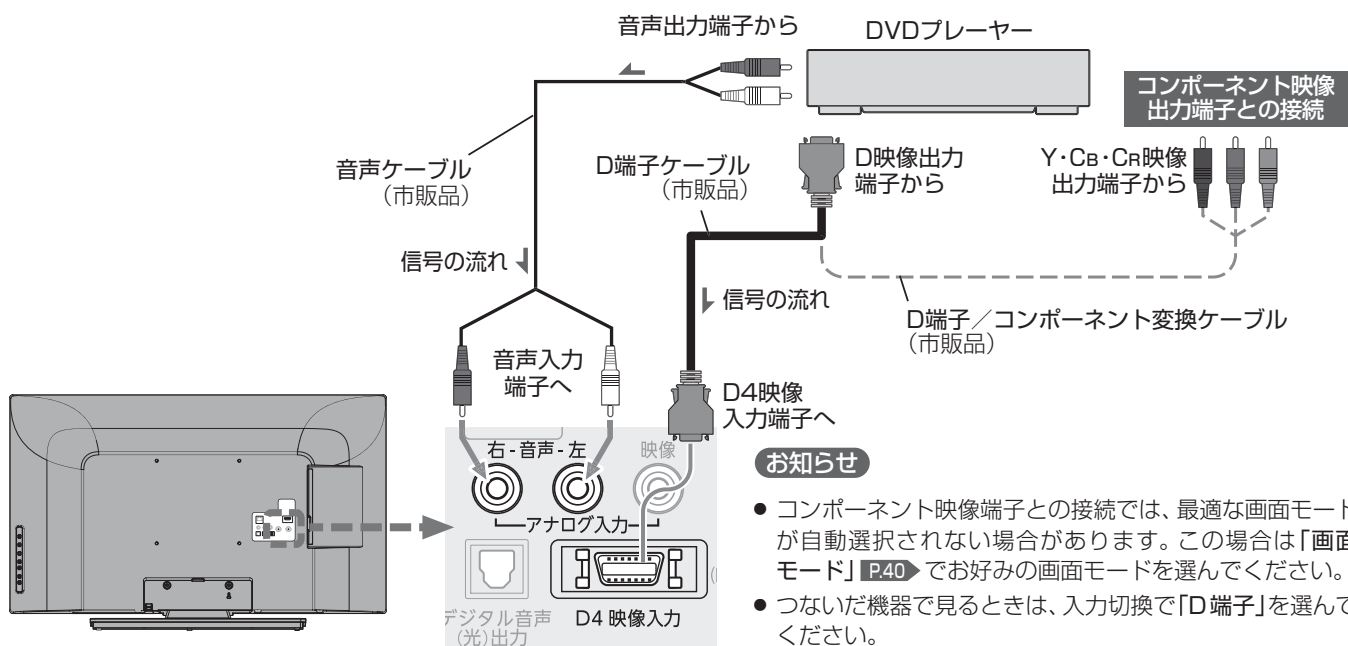 音声出力端子から
DVDプレーヤー
コンポーネント映像
出力端子との接続
音声ケーブル
（市販品）
D端子ケーブル
（市販品）
D映像出力
端子から
Y･CB･CR映像
出力端子から
信号の流れ
信号の流れ
D端子／コンポーネント変換ケーブル
（市販品）
音声入力
端子へ
D4映像
入力端子へ
右-音声-左
映像
アナログ入力
デジタル音声
(光)出力
D4 映像入力
お知らせ
● コンポーネント映像端子との接続では、最適な画面モード
が自動選択されない場合があります。この場合は「画面
モード」 P.40 でお好みの画面モードを選んでください。
● つないだ機器で見るときは、入力切換で「D端子」を選んで
ください。